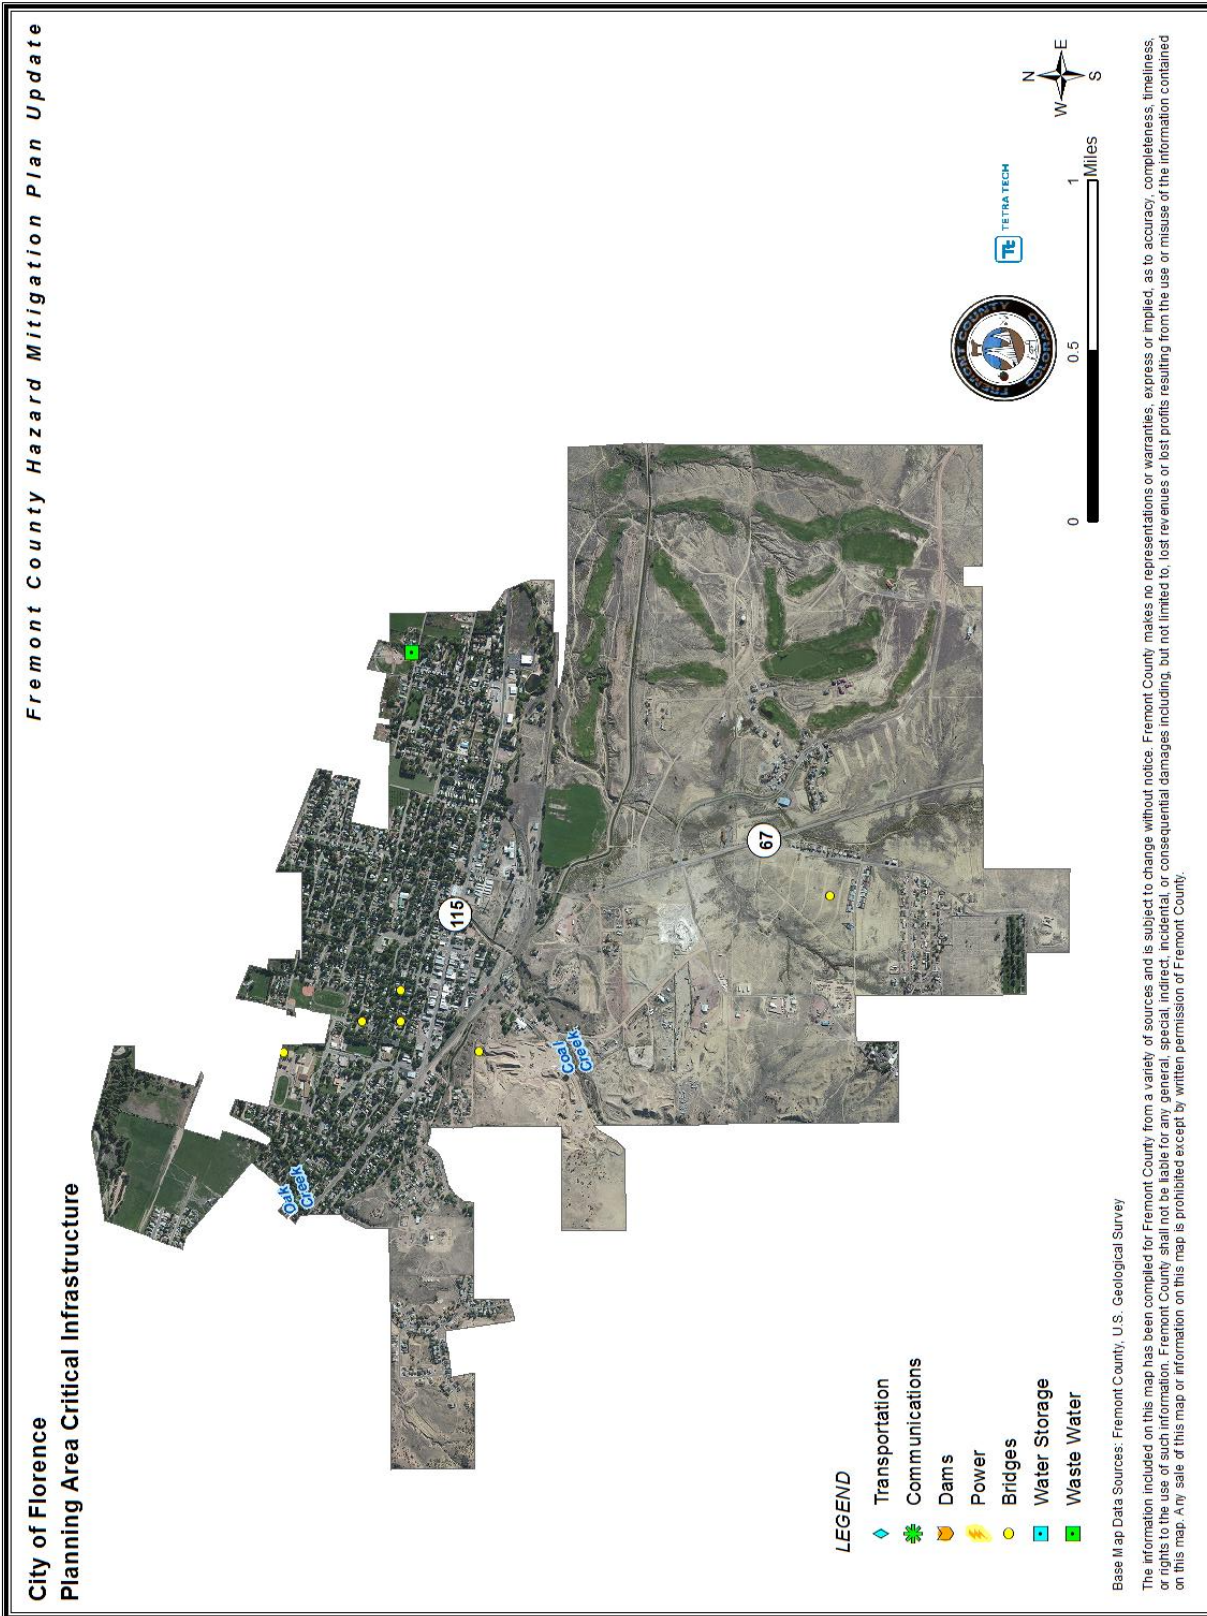 City of Florence
Planning Area Critical Infrastructure
Fremont County Hazard Mitigation Plan Update
Oak
Creek
Coal
Creek
115
67
LEGEND
Transportation
Communications
Dams
Power
Bridges
Water Storage
Waste Water
FREMONT COUNTY
COLORADO
Tt TETRA TECH
0 0.5 1
Miles
N
W E
S
Base Map Data Sources: Fremont County, U.S. Geological Survey
The information included on this map has been compiled for Fremont County from a variety of sources and is subject to change without notice. Fremont County makes no representations or warranties, express or implied, as to accuracy, completeness, timeliness,
or rights to the use of such information. Fremont County shall not be liable for any general, special, indirect, incidental, or consequential damages including, but not limited to, lost revenues or lost profits resulting from the use or misuse of the information contained
on this map. Any sale of this map or information on this map is prohibited except by written permission of Fremont County.